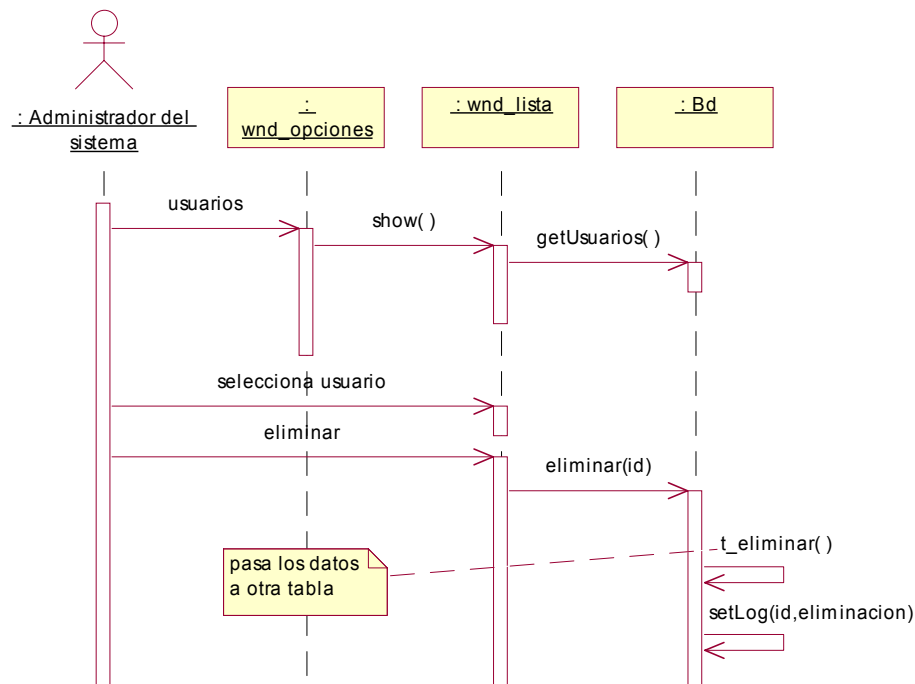 : Administrador del
sistema
:
wnd_opciones
: wnd_lista
: Bd
usuarios
show( )
getUsuarios( )
selecciona usuario
eliminar
eliminar(id)
t_eliminar( )
pasa los datos
a otra tabla
setLog(id,eliminacion)